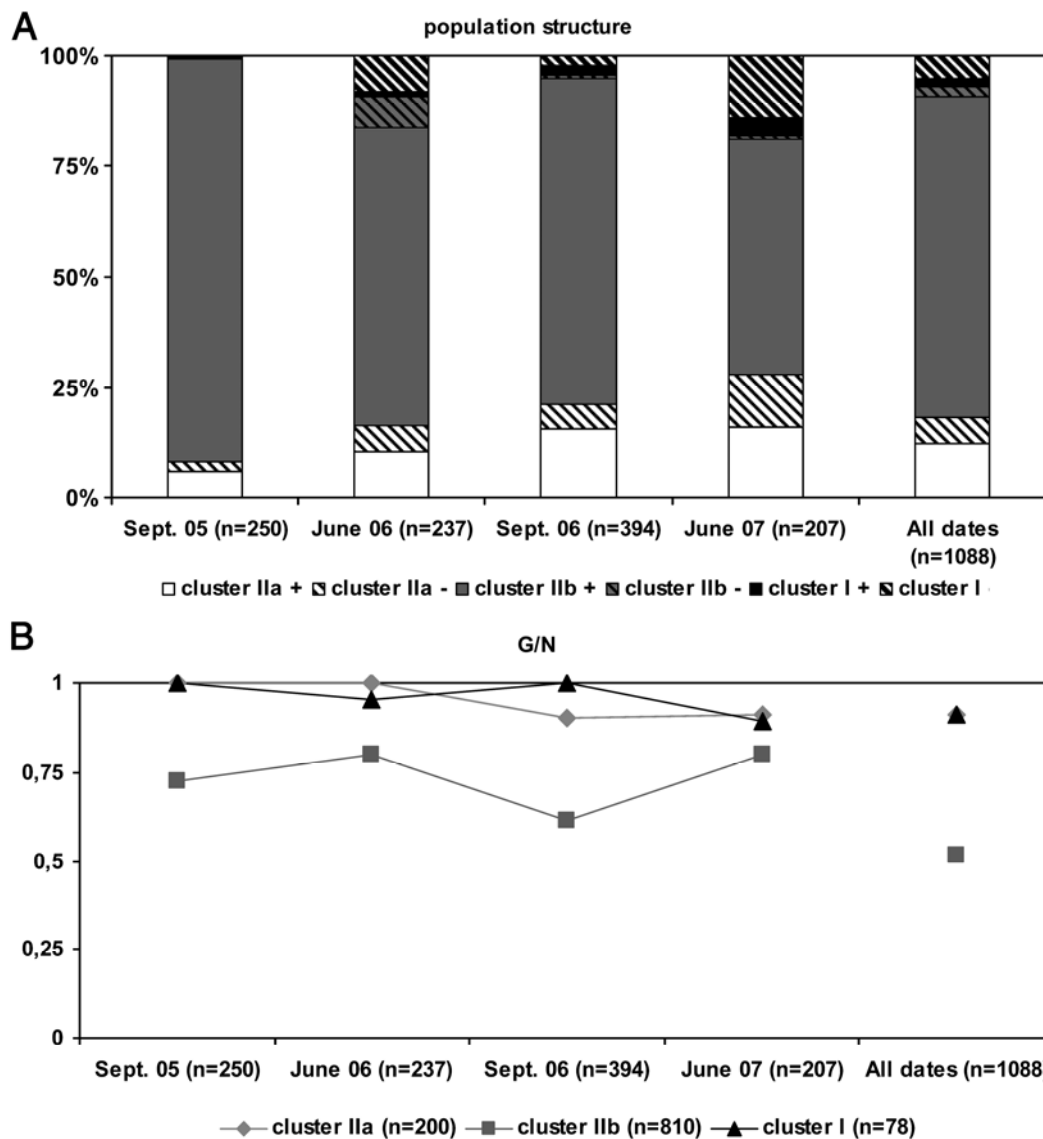 A
population structure
100%
75%
50%
25%
0%
Sept. 05 (n=250) June 06 (n=237) Sept. 06 (n=394) June 07 (n=207) All dates
(n=1088)
cluster IIa + cluster IIa - cluster IIb + cluster IIb - cluster I + cluster I -
B
G/N
1
0,75
0,5
0,25
0
Sept. 05 (n=250) June 06 (n=237) Sept. 06 (n=394) June 07 (n=207) All dates (n=1088)
cluster IIa (n=200) cluster IIb (n=810) cluster I (n=78)